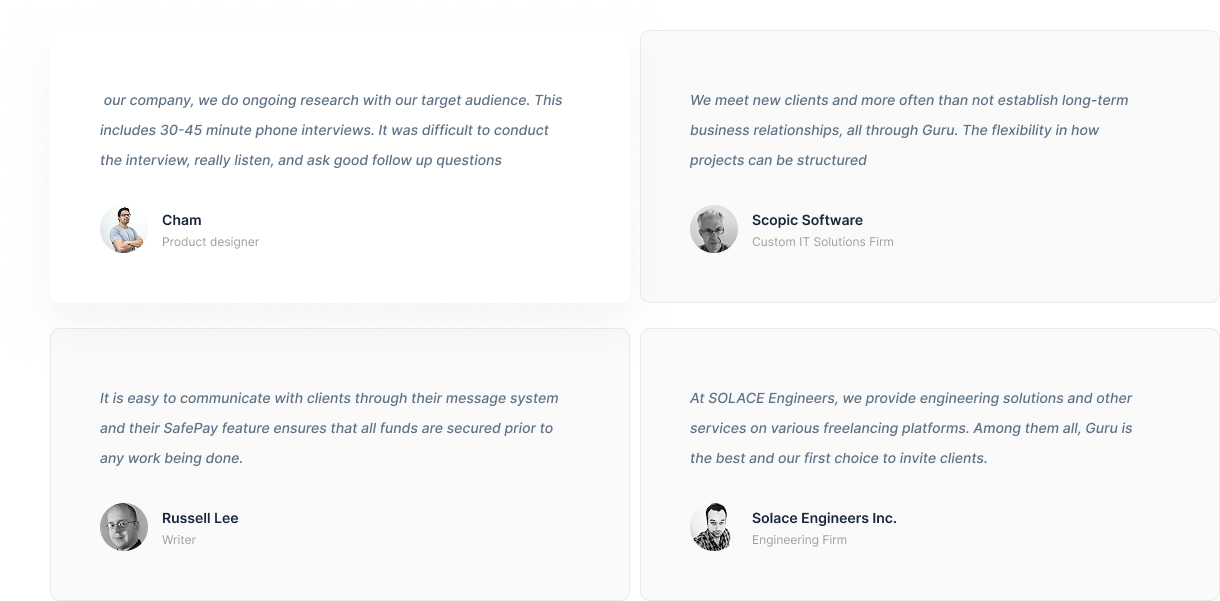 our company, we do ongoing research with our target audience. This
includes 30-45 minute phone interviews. It was difficult to conduct
the interview, really listen, and ask good follow up questions
Cham
Product designer
We meet new clients and more often than not establish long-term
business relationships, all through Guru. The flexibility in how
projects can be structured
Scopic Software
Custom IT Solutions Firm
It is easy to communicate with clients through their message system
and their SafePay feature ensures that all funds are secured prior to
any work being done.
Russell Lee
Writer
At SOLACE Engineers, we provide engineering solutions and other
services on various freelancing platforms. Among them all, Guru is
the best and our first choice to invite clients.
Solace Engineers Inc.
Engineering Firm